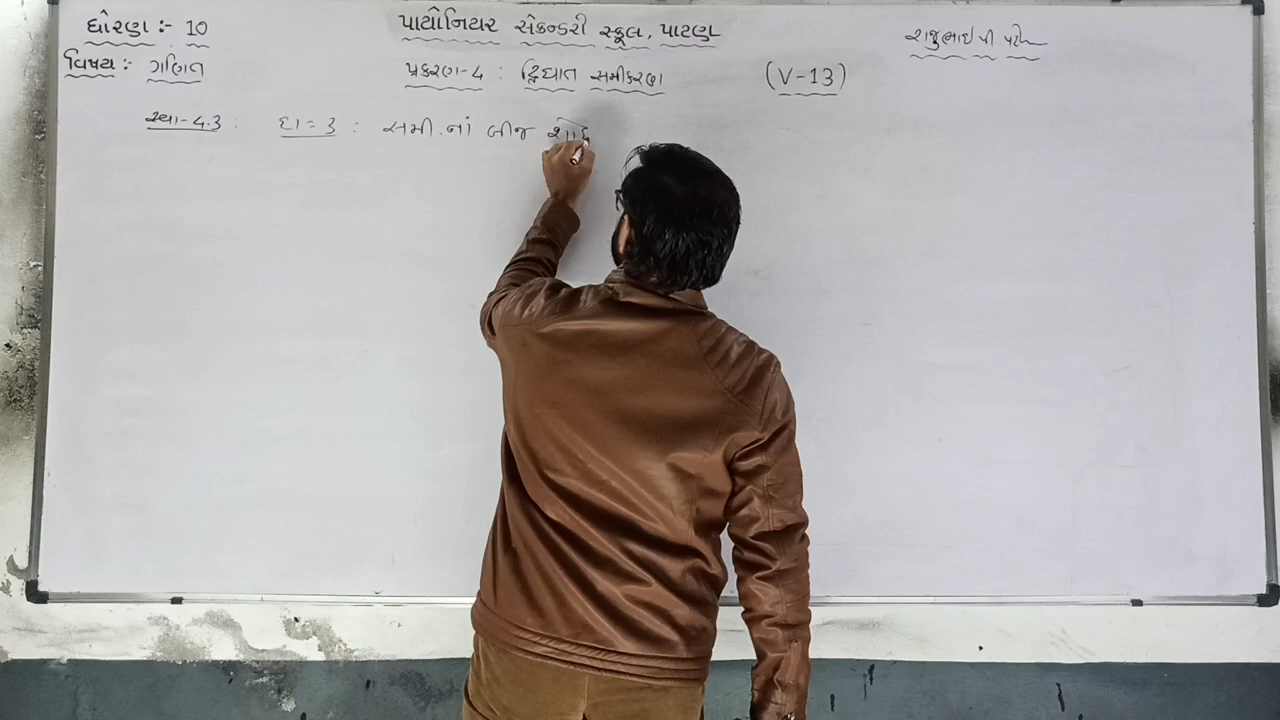 ધોરણ :- 10
પાયોનિયર સેકન્ડરી સ્કૂલ, પાટણ
રાજુભાઇ પી પટેલ
વિષય :- ગણિત
પ્રકરણ-4 : દ્વિઘાત સમીકરણ (V-13)
સ્વા-4.3 : દા = 3 : સમી. નાં બીજ શોધ